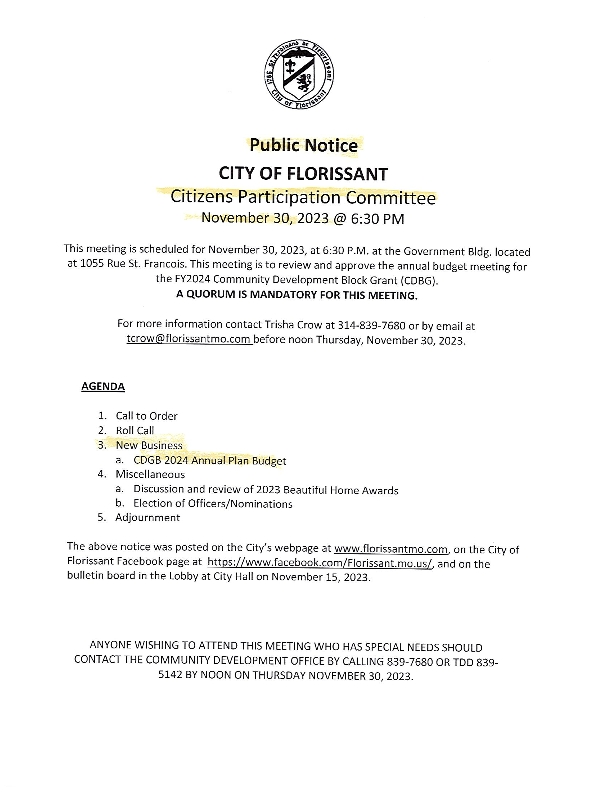 1786 St. Ferdinand de Florissant
City of Florissant
Public Notice
CITY OF FLORISSANT
Citizens Participation Committee
November 30, 2023 @ 6:30 PM
This meeting is scheduled for November 30, 2023, at 6:30 P.M. at the Government Bldg. located
at 1055 Rue St. Francois. This meeting is to review and approve the annual budget meeting for
the FY2024 Community Development Block Grant (CDBG).
A QUORUM IS MANDATORY FOR THIS MEETING.
For more information contact Trisha Crow at 314-839-7680 or by email at
tcrow@florissantmo.com before noon Thursday, November 30, 2023.
AGENDA
1. Call to Order
2. Roll Call
3. New Business
a. CDGB 2024 Annual Plan Budget
4. Miscellaneous
a. Discussion and review of 2023 Beautiful Home Awards
b. Election of Officers/Nominations
5. Adjournment
The above notice was posted on the City's webpage at www.florissantmo.com, on the City of
Florissant Facebook page at https://www.facebook.com/Florissant.mo.us/, and on the
bulletin board in the Lobby at City Hall on November 15, 2023.
ANYONE WISHING TO ATTEND THIS MEETING WHO HAS SPECIAL NEEDS SHOULD
CONTACT THE COMMUNITY DEVELOPMENT OFFICE BY CALLING 839-7680 OR TDD 839-
5142 BY NOON ON THURSDAY NOVEMBER 30, 2023.